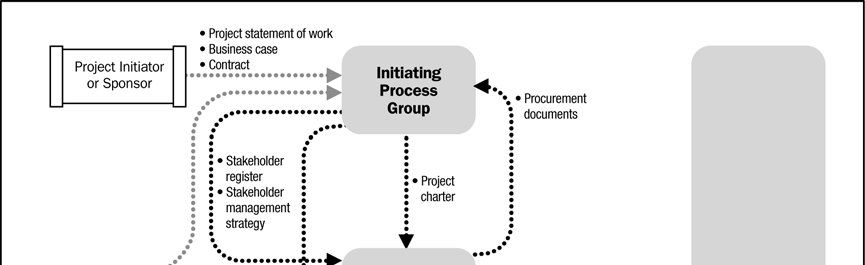 • Project statement of work
• Business case
• Contract
Project Initiator
or Sponsor
Initiating
Process
Group
• Procurement
documents
• Stakeholder
register
• Stakeholder
management
strategy
• Project
charter